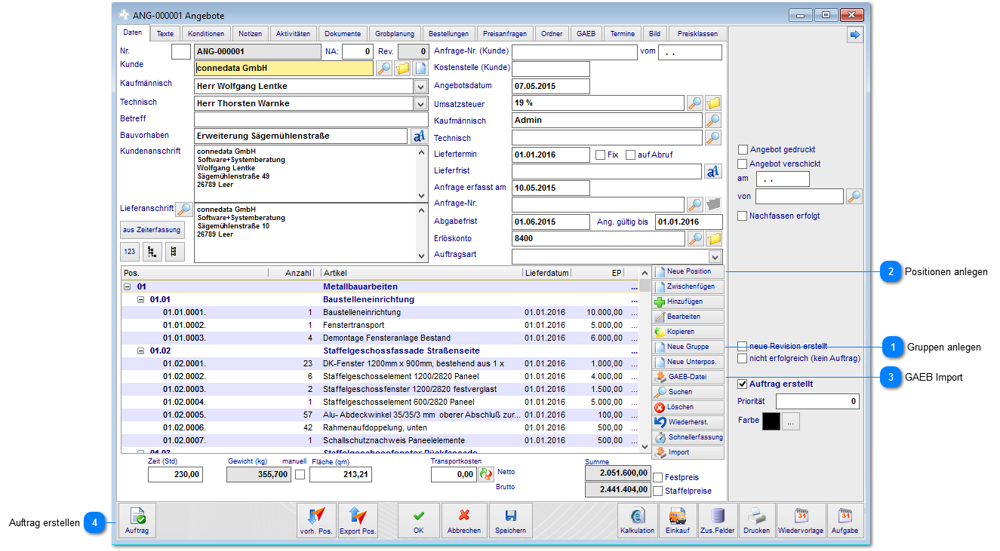 ANG-000001 Angebote
Daten Texte Konditionen Notizen Aktivitäten Dokumente Grobplanung Bestellungen Preisanfragen Ordner GAEB Termine Bild Preisklassen
Nr. ANG-000001 NA: 0 Rev. 0
Kunde connedata GmbH
Kaufmännisch Herr Wolfgang Lentke
Technisch Herr Thorsten Warnke
Betreff
Bauvorhaben Erweiterung Sägemühlenstraße
Kundenanschrift connedata GmbH
Software+Systemberatung
Wolfgang Lentke
Sägemühlenstraße 49
26789 Leer
Lieferanschrift connedata GmbH
Software+Systemberatung
Sägemühlenstraße 10
26789 Leer
aus Zeiterfassung
123
Anfrage-Nr. (Kunde) vom . .
Kostenstelle (Kunde)
Angebotsdatum 07.05.2015
Umsatzsteuer 19 %
Kaufmännisch Admin
Technisch
Liefertermin 01.01.2016 Fix auf Abruf
Lieferfrist
Anfrage erfasst am 10.05.2015
Anfrage-Nr.
Abgabefrist 01.06.2015 Ang. gültig bis 01.01.2016
Erlöskonto 8400
Auftragsart
Angebot gedruckt
Angebot verschickt
am . .
von
Nachfassen erfolgt
neue Revision erstellt
nicht erfolgreich (kein Auftrag)
Auftrag erstellt
Priorität 0
Farbe ...
Pos. Anzahl Artikel Lieferdatum EP
01 Metallbauarbeiten ...
01.01 Baustelleneinrichtung ...
01.01.0001. 1 Baustelleneinrichtung 01.01.2016 10.000,00 ...
01.01.0002. 1 Fenstertransport 01.01.2016 5.000,00 ...
01.01.0003. 4 Demontage Fensteranlage Bestand 01.01.2016 6.000,00 ...
01.02 Staffelgeschossfassade Straßenseite ...
01.02.0001. 23 DK-Fenster 1200mm x 900mm, bestehend aus 1 x 01.01.2016 1.000,00 ...
01.02.0002. 6 Staffelgeschosselement 1200/2820 Paneel 01.01.2016 4.000,00 ...
01.02.0003. 2 Staffelgeschossfenster 1200/2820 festverglast 01.01.2016 1.500,00 ...
01.02.0004. 1 Staffelgeschosselement 600/2820 Paneel 01.01.2016 5.000,00 ...
01.02.0005. 57 Alu- Abdeckwinkel 35/35/3 mm oberer Abschluß zur... 01.01.2016 100,00 ...
01.02.0006. 42 Rahmenaufdoppelung, unten 01.01.2016 500,00 ...
01.02.0007. 1 Schallschutznachweis Paneelelemente 01.01.2016 500,00 ...
01.03 Staffelgeschossfenster Rückfassade
Neue Position
Zwischenfügen
Hinzufügen
Bearbeiten
Kopieren
Neue Gruppe
Neue Unterpos.
GAEB-Datei
Suchen
Löschen
Wiederherst.
Schnellerfassung
Import
2 Positionen anlegen
1 Gruppen anlegen
3 GAEB Import
Zeit (Std) Gewicht (kg) manuell Fläche (qm) Transportkosten Summe
230,00 355,700 213,21 0,00 Netto 2.051.600,00 Festpreis
Brutto 2.441.404,00 Staffelpreise
Auftrag erstellen 4
Auftrag vorh. Pos. Export Pos. OK Abbrechen Speichern Kalkulation Einkauf Zus.Felder Drucken 31 Wiedervorlage 31 Aufgabe